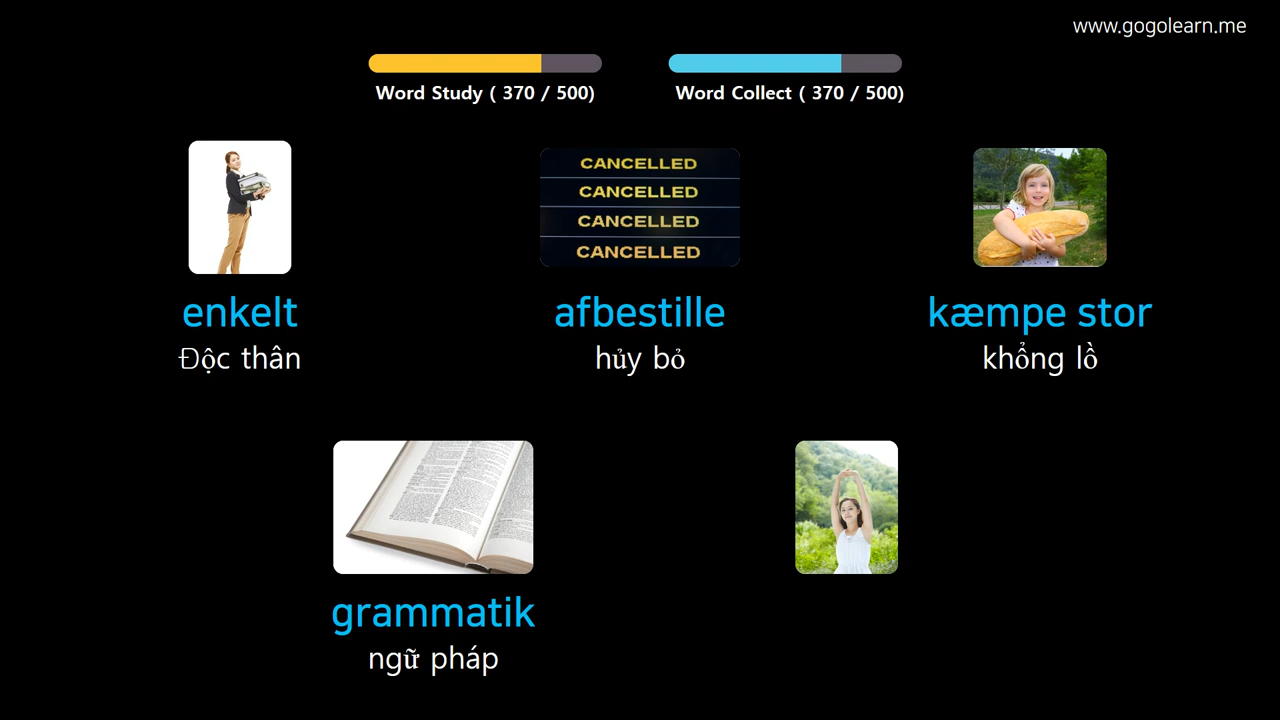 www.gogolearn.me
Word Study ( 370 / 500)
Word Collect ( 370 / 500)
CANCELLED
CANCELLED
CANCELLED
CANCELLED
enkelt
afbestille
kæmpe stor
Độc thân
hủy bỏ
khổng lồ
grammatik
ngữ pháp